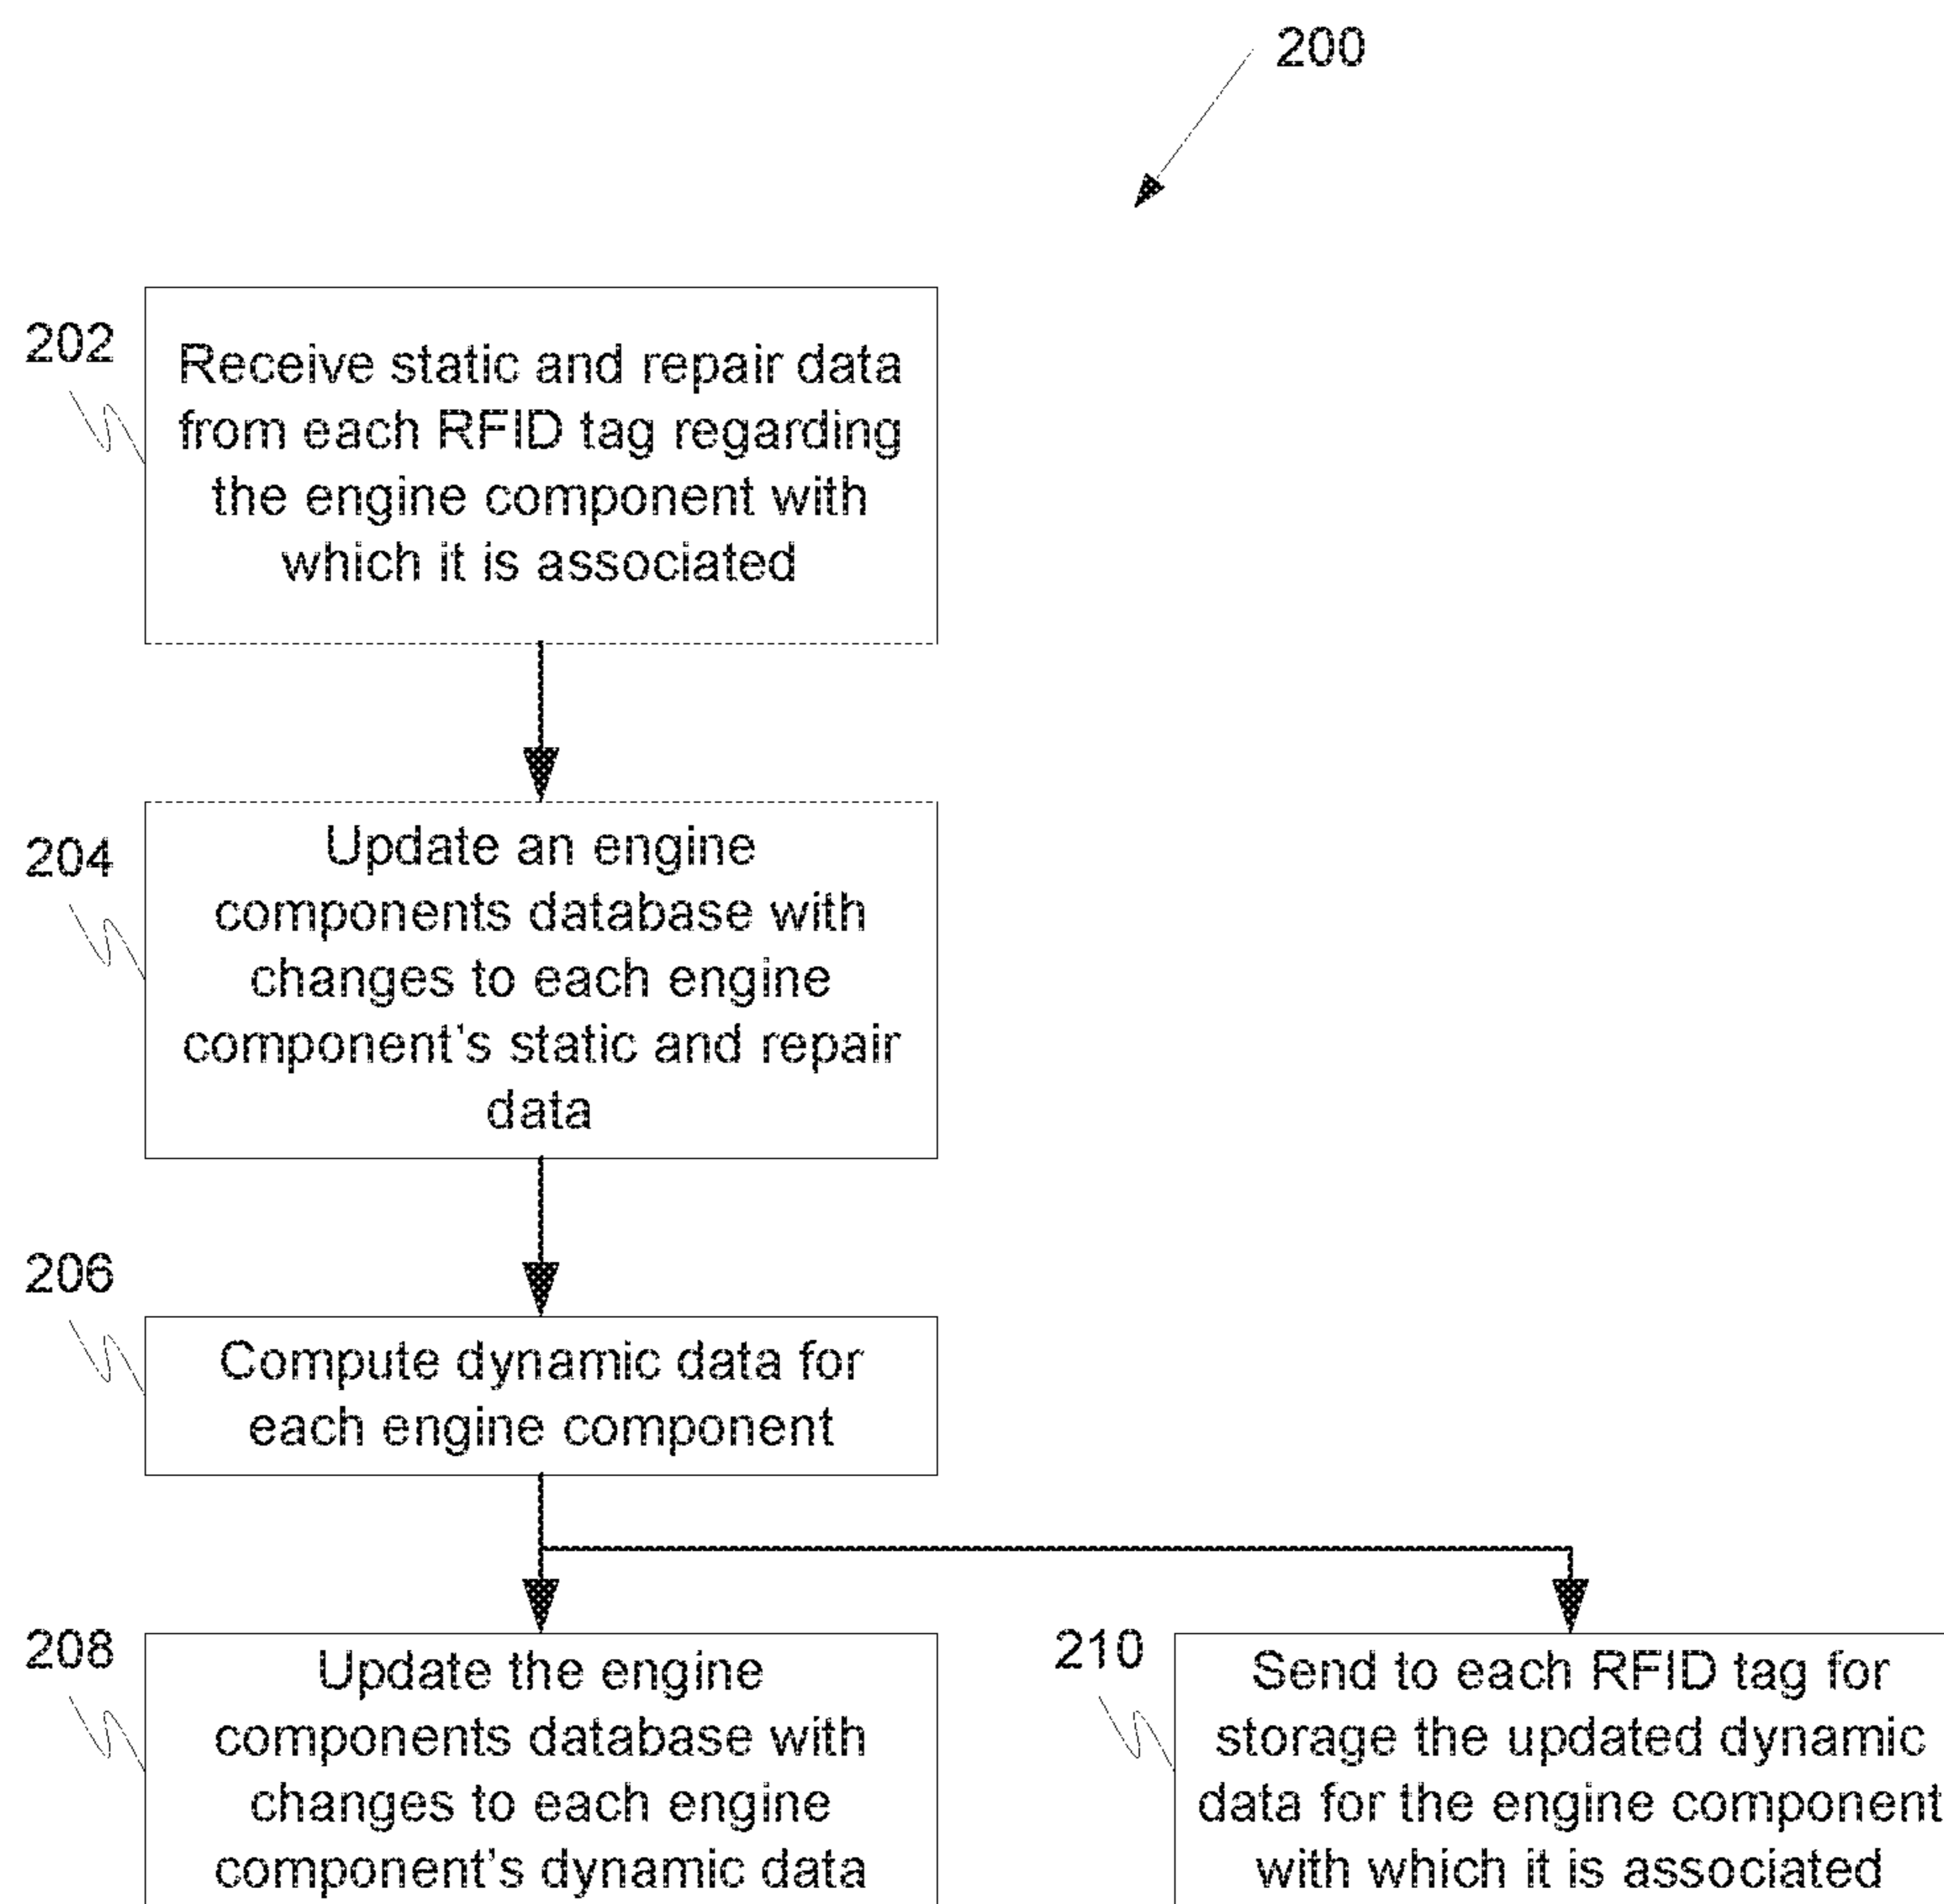 200
202
Receive static and repair data
from each RFID tag regarding
the engine component with
which it is associated
204
Update an engine
components database with
changes to each engine
component's static and repair
data
206
Compute dynamic data for
each engine component
208
Update the engine
components database with
changes to each engine
component's dynamic data
210
Send to each RFID tag for
storage the updated dynamic
data for the engine component
with which it is associated